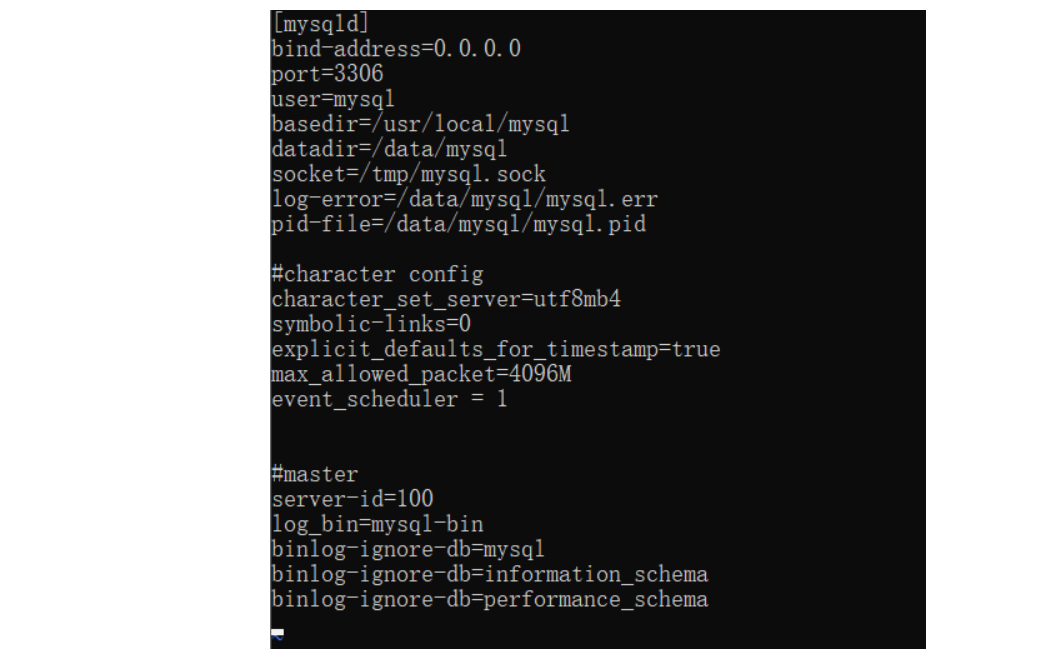 [mysqld]
bind-address=0.0.0.0
port=3306
user=mysql
basedir=/usr/local/mysql
datadir=/data/mysql
socket=/tmp/mysql.sock
log-error=/data/mysql/mysql.err
pid-file=/data/mysql/mysql.pid
#character config
character_set_server=utf8mb4
symbolic-links=0
explicit_defaults_for_timestamp=true
max_allowed_packet=4096M
event_scheduler = 1
#master
server-id=100
log_bin=mysql-bin
binlog-ignore-db=mysql
binlog-ignore-db=information_schema
binlog-ignore-db=performance_schema